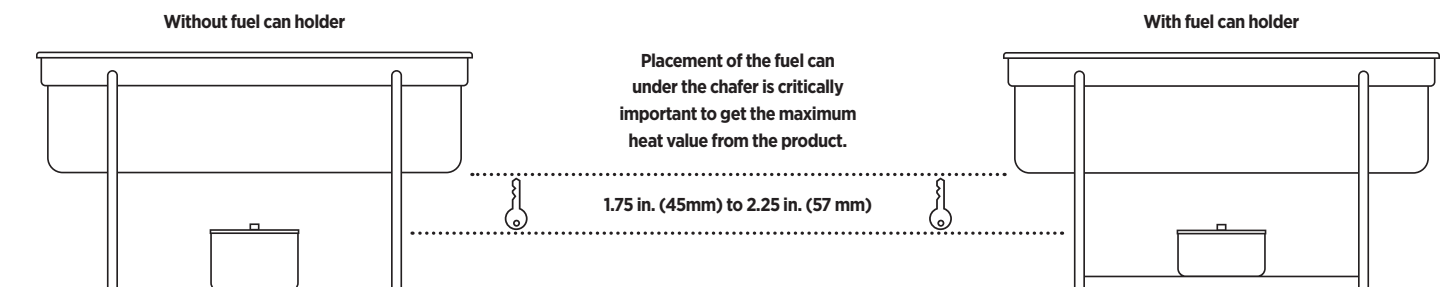 Without fuel can holder
With fuel can holder
Placement of the fuel can
under the chafer is critically
important to get the maximum
heat value from the product.
1.75 in. (45mm) to 2.25 in. (57 mm)